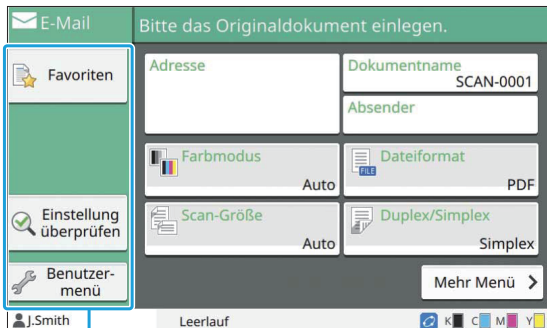 E-Mail
Bitte das Originaldokument einlegen.
Favoriten
Einstellung
überprüfen
Benutzer-
menü
Adresse
Dokumentname
SCAN-0001
Absender
Farbmodus
Auto
Dateiformat
FILE
PDF
Scan-Größe
Auto
Duplex/Simplex
Simplex
Mehr Menü
J.Smith
Leerlauf
K C M Y